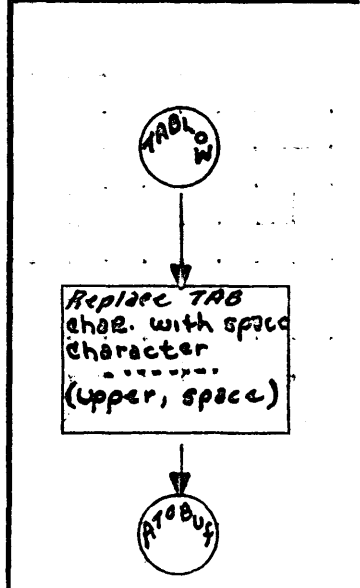 TABLOW
Replace TAB
char. with space
character
(upper, space)
ATOBUf